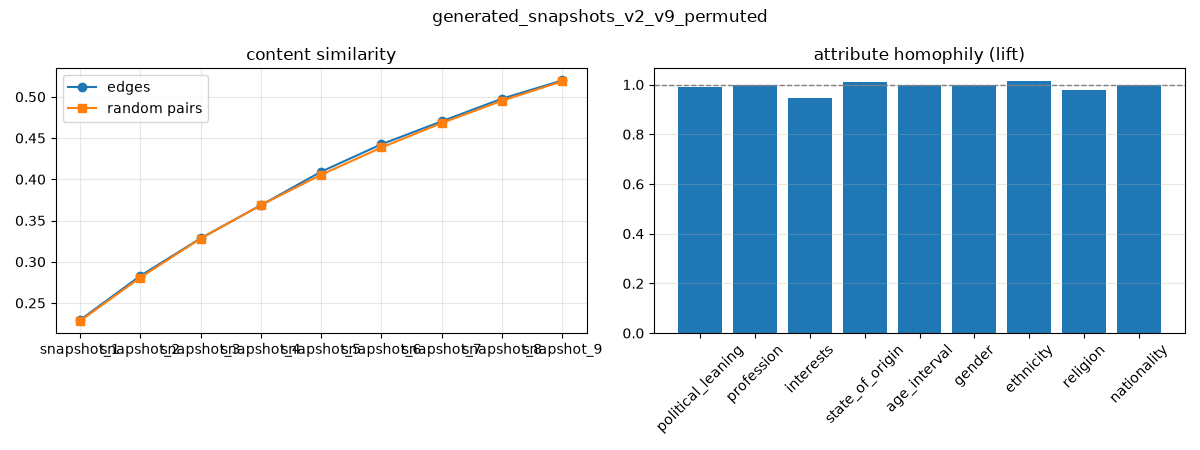 generated_snapshots_v2_v9_permuted
content similarity
edges
random pairs
0.50
0.45
0.40
0.35
0.30
0.25
snapshot_1 snapshot_2 snapshot_3 snapshot_4 snapshot_5 snapshot_6 snapshot_7 snapshot_8 snapshot_9
attribute homophily (lift)
1.0
0.8
0.6
0.4
0.2
0.0
political_leaning
profession
interests
state_of_origin
age_interval
gender
ethnicity
religion
nationality